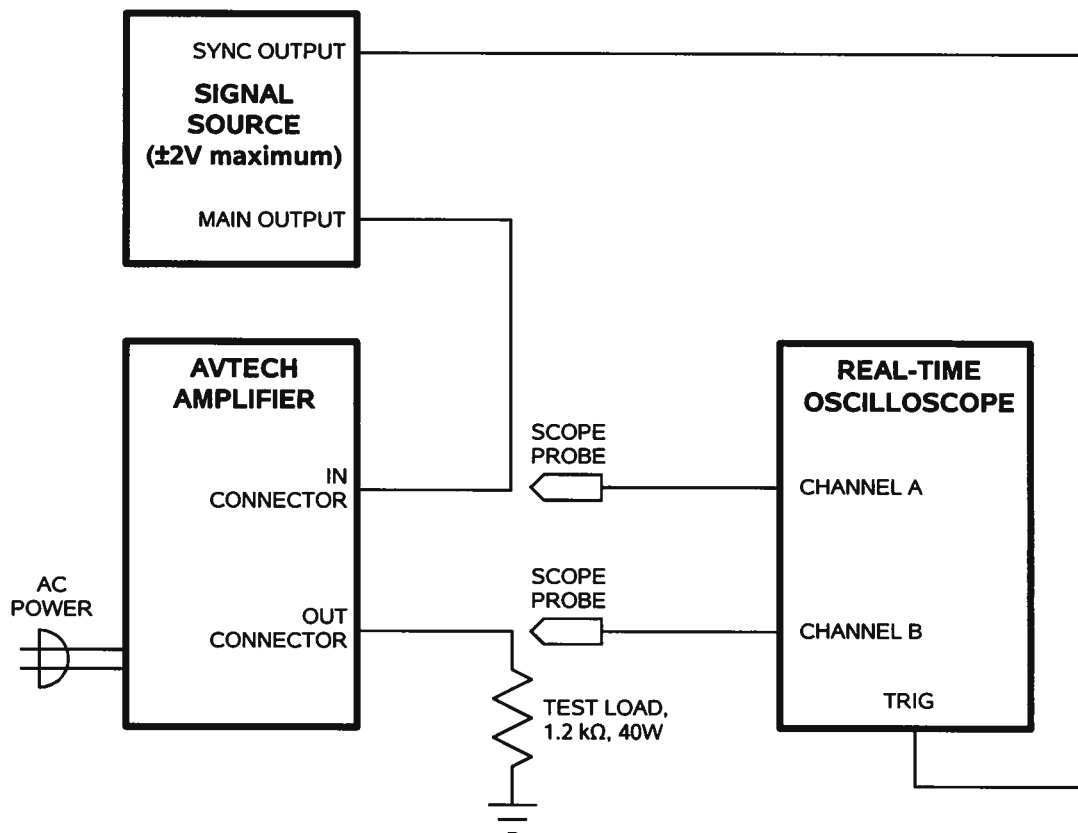 SYNC OUTPUT
SIGNAL
SOURCE
(±2V maximum)
MAIN OUTPUT
AVTECH
AMPLIFIER
IN
CONNECTOR
OUT
CONNECTOR
AC
POWER
SCOPE
PROBE
SCOPE
PROBE
TEST LOAD,
1.2 kΩ, 40W
REAL-TIME
OSCILLOSCOPE
CHANNEL A
CHANNEL B
TRIG